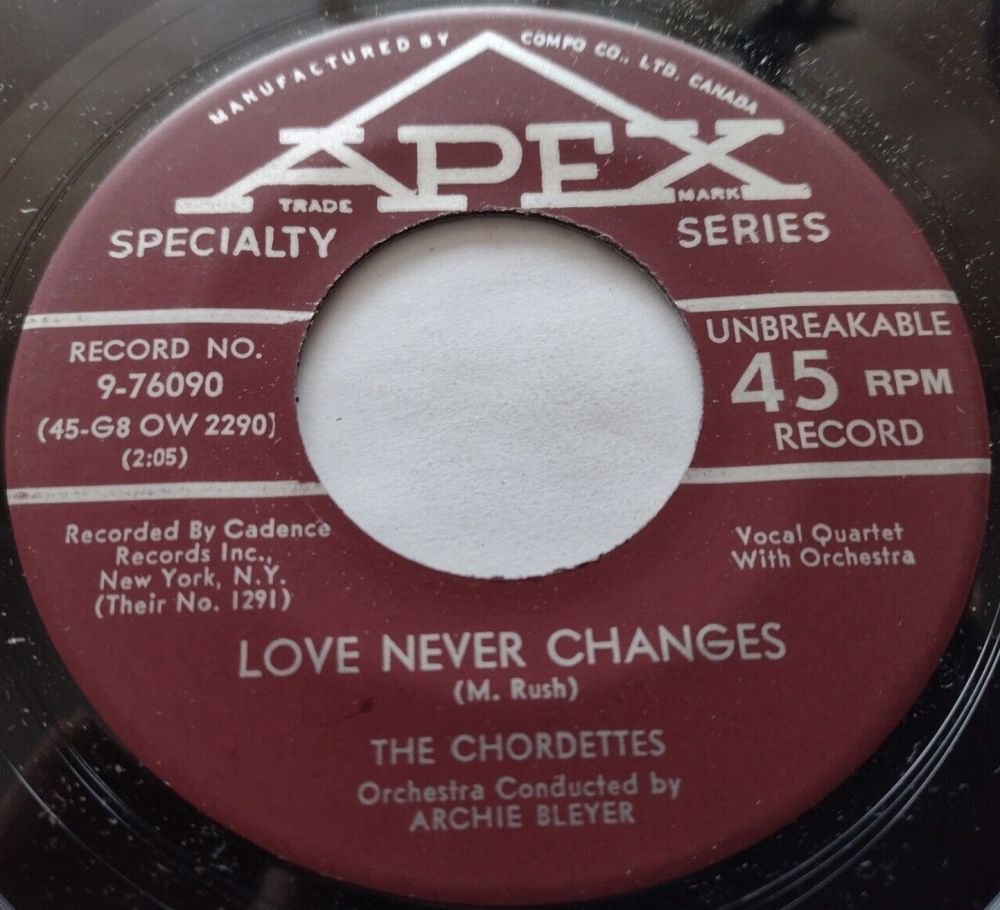 MANUFACTURED BY COMPO CO., LTD. CANADA
APEX
TRADE MARK
SPECIALTY SERIES
RECORD NO.
9-76090
(45-G8 OW 2290)
(2:05)
UNBREAKABLE
45 RPM
RECORD
Recorded By Cadence
Records Inc.,
New York, N.Y.
(Their No. 1291)
Vocal Quartet
With Orchestra
LOVE NEVER CHANGES
(M. Rush)
THE CHORDETTES
Orchestra Conducted by
ARCHIE BLEYER